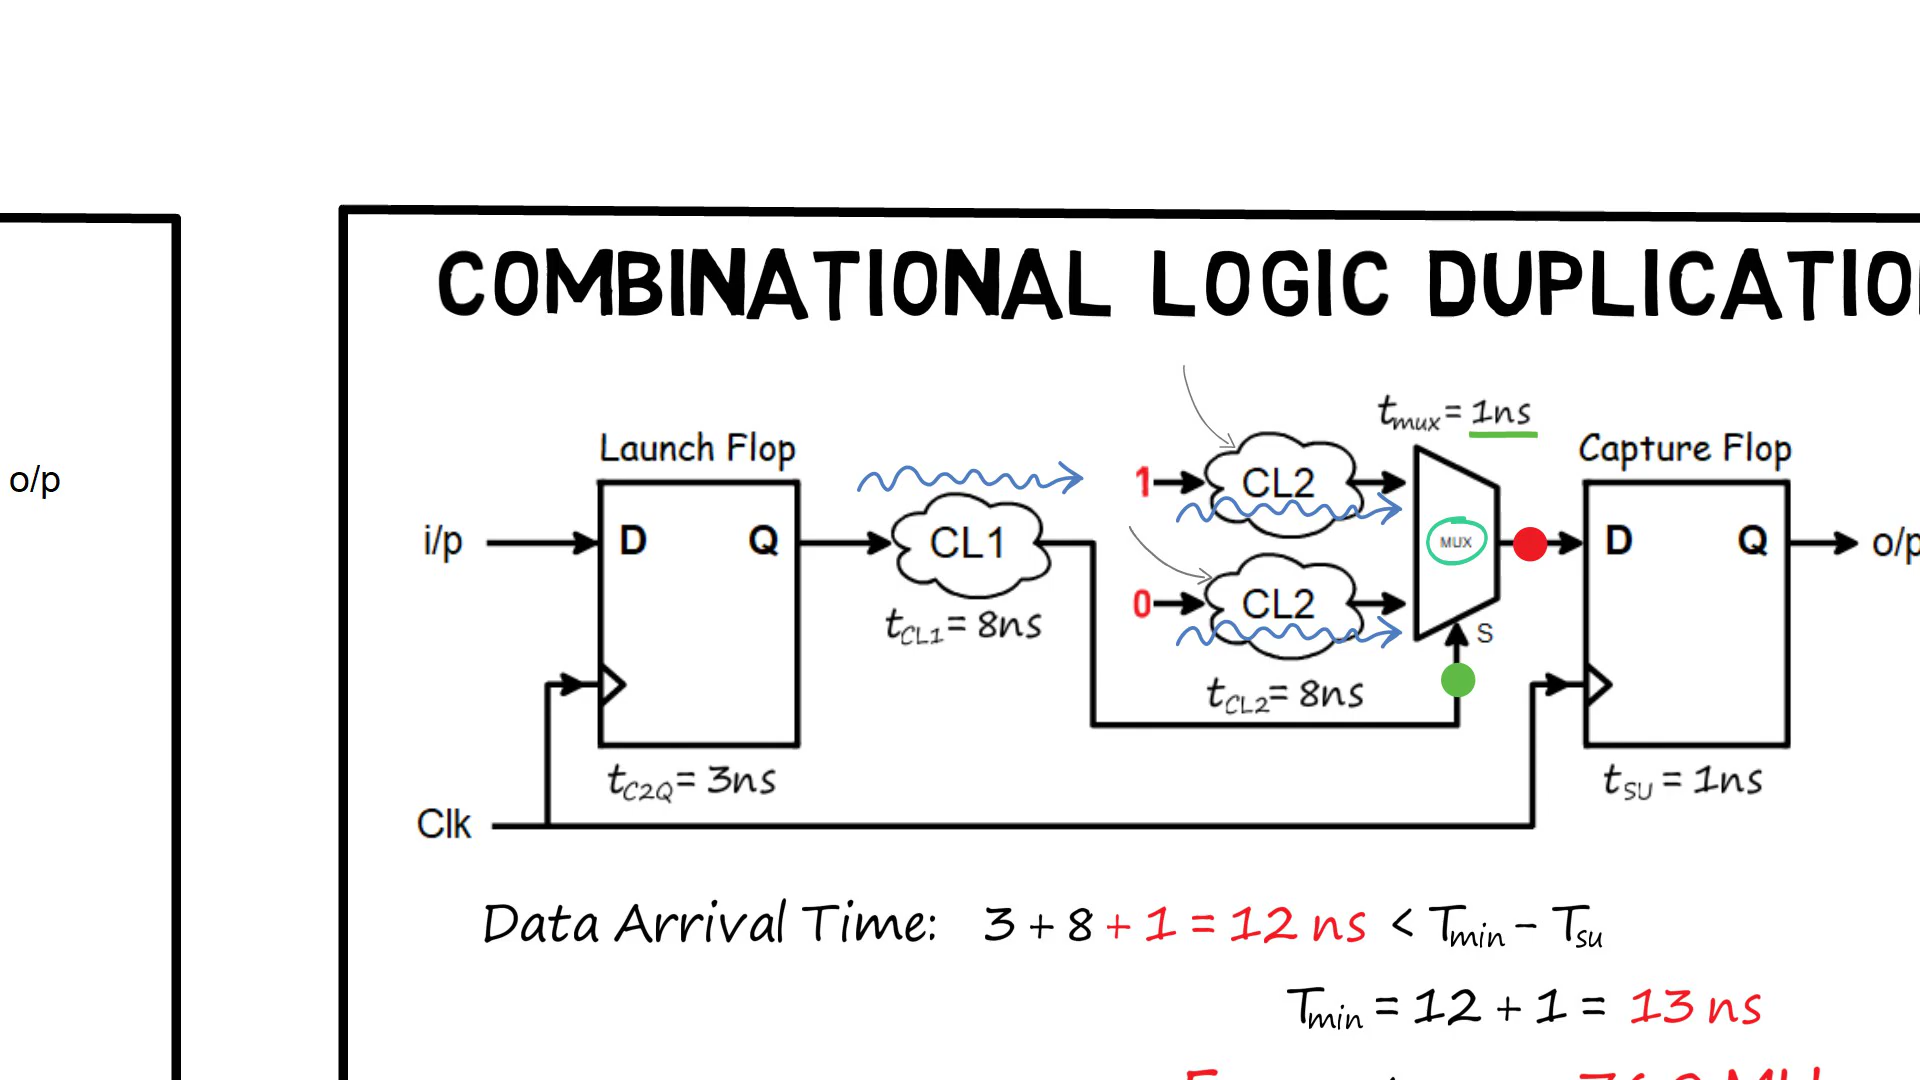 o/p
COMBINATIONAL LOGIC DUPLICATIO
t_mux = 1ns
Launch Flop
Capture Flop
1
CL2
i/p
D
Q
CL1
MUX
D
Q
o/p
0
CL2
t_CL1 = 8ns
S
t_CL2 = 8ns
t_C2Q = 3ns
t_SU = 1ns
Clk
Data Arrival Time: 3 + 8 + 1 = 12 ns < T_min - T_su
T_min = 12 + 1 = 13 ns